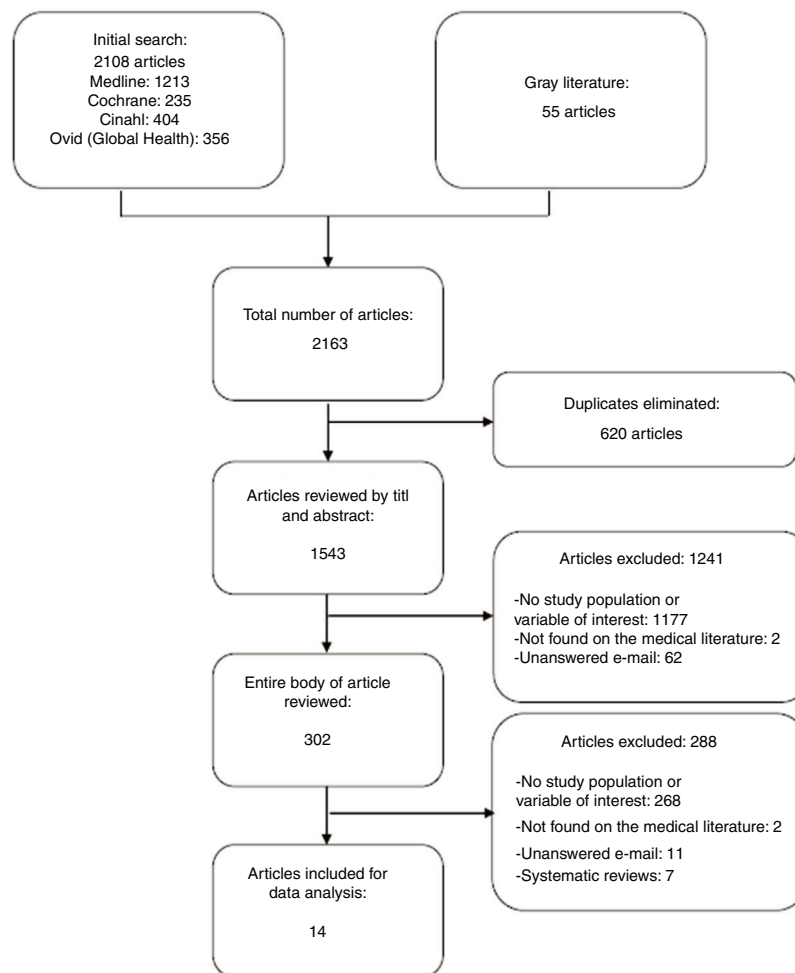 Initial search:
2108 articles
Medline: 1213
Cochrane: 235
Cinahl: 404
Ovid (Global Health): 356
Gray literature:
55 articles
Total number of articles:
2163
Duplicates eliminated:
620 articles
Articles reviewed by titl
and abstract:
1543
Articles excluded: 1241
-No study population or
variable of interest: 1177
-Not found on the medical literature: 2
-Unanswered e-mail: 62
Entire body of article
reviewed:
302
Articles excluded: 288
-No study population or
variable of interest: 268
-Not found on the medical literature: 2
-Unanswered e-mail: 11
-Systematic reviews: 7
Articles included for
data analysis:
14